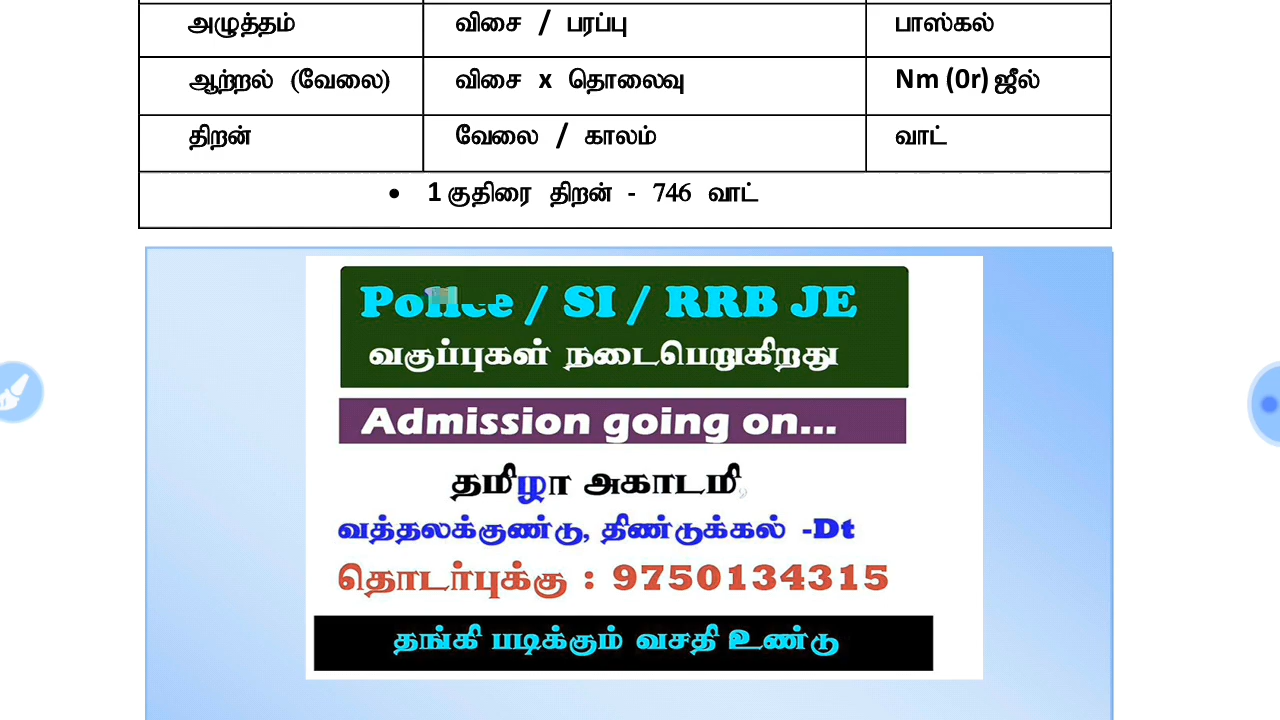 அழுத்தம் விசை / பரப்பு பாஸ்கல்
ஆற்றல் (வேலை) விசை x தொலைவு Nm (0r) ஜீல்
திறன் வேலை / காலம் வாட்
• 1 குதிரை திறன் - 746 வாட்
Police / SI / RRB JE
வகுப்புகள் நடைபெறுகிறது
Admission going on...
தமிழா அகாடமி
வத்தலக்குண்டு, திண்டுக்கல் -Dt
தொடர்புக்கு : 9750134315
தங்கி படிக்கும் வசதி உண்டு